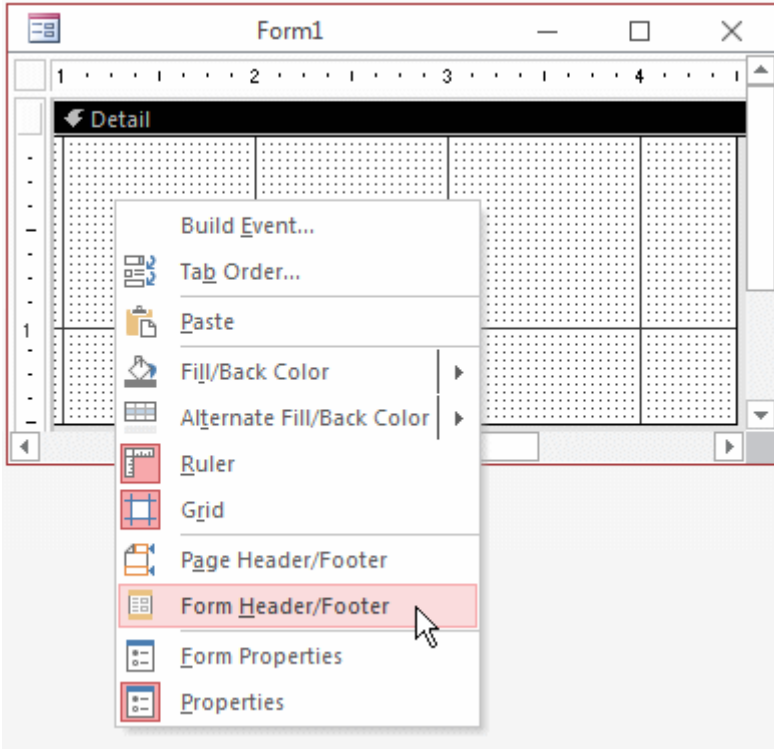 Form1
1 2 3 4
Detail
1
Build Event...
Tab Order...
Paste
Fill/Back Color
Alternate Fill/Back Color
Ruler
Grid
Page Header/Footer
Form Header/Footer
Form Properties
Properties